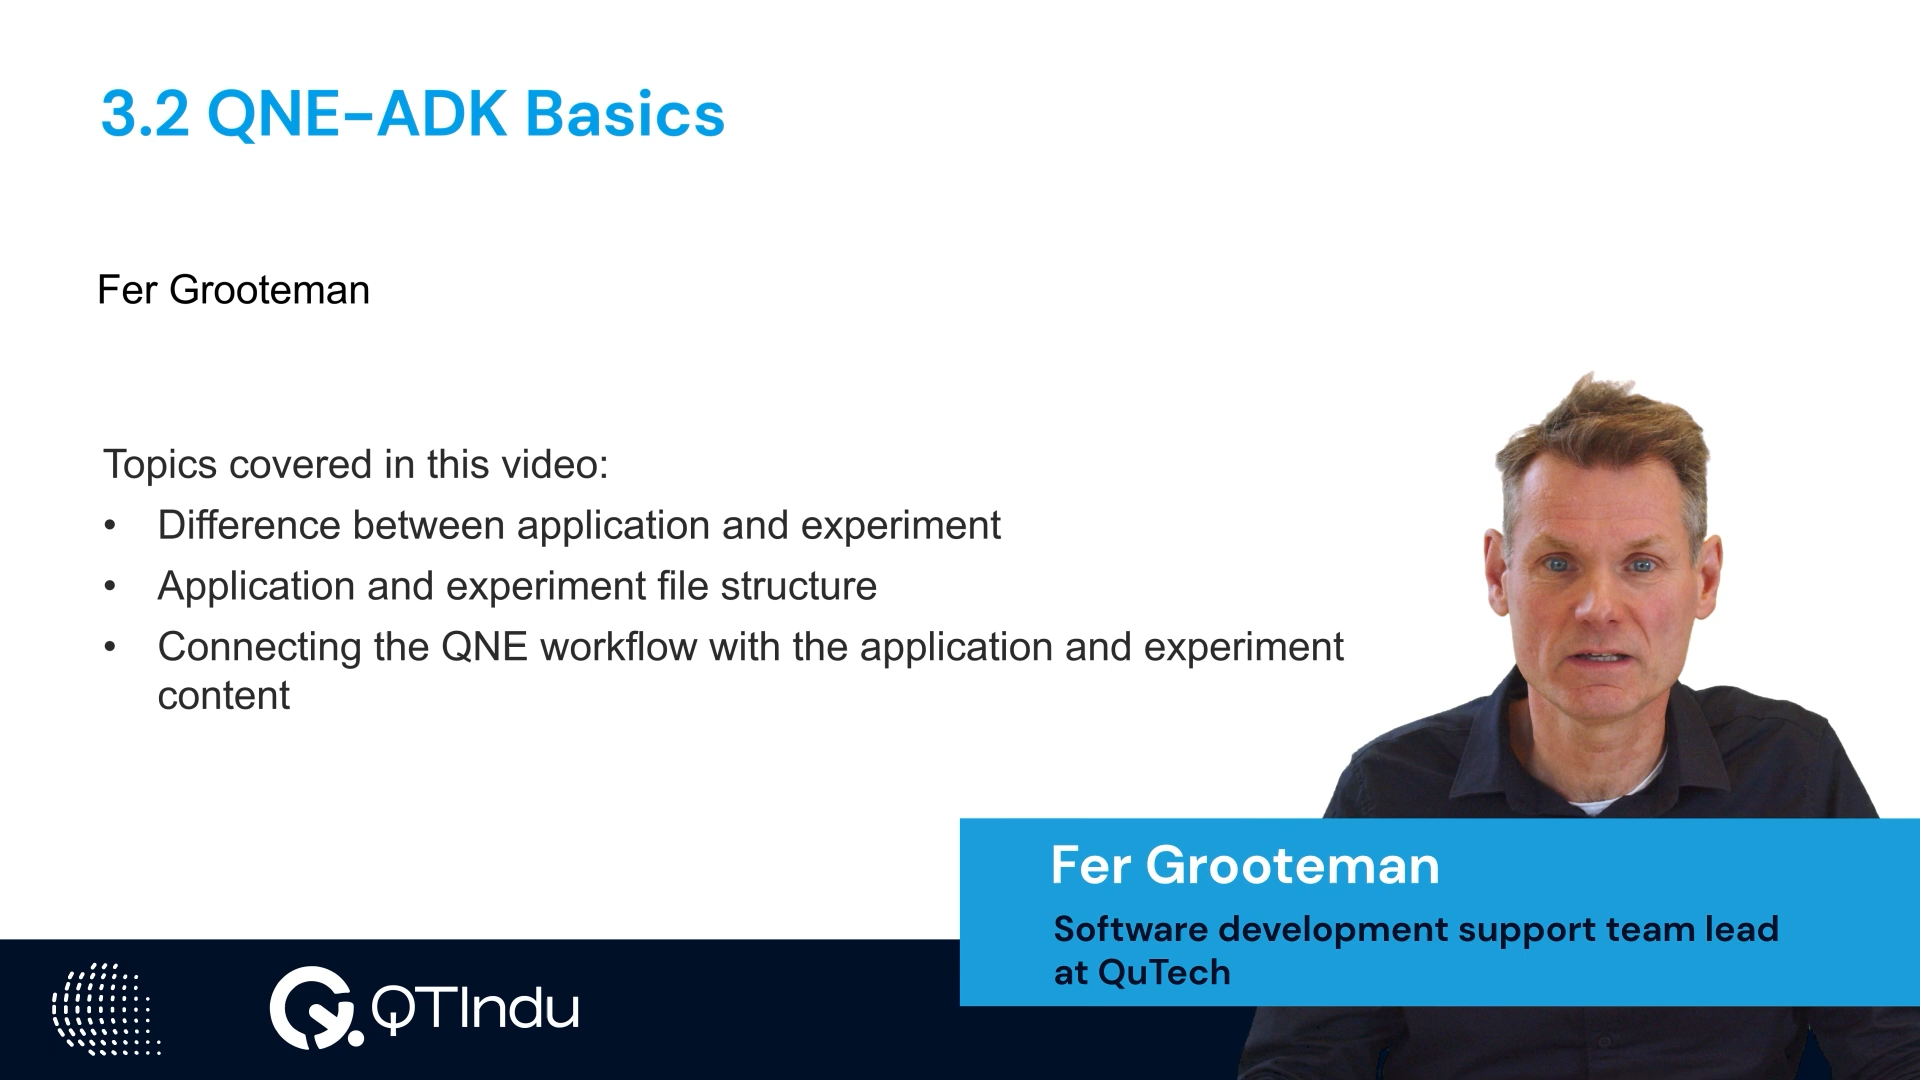 3.2 QNE-ADK Basics
Fer Grooteman
Topics covered in this video:
• Difference between application and experiment
• Application and experiment file structure
• Connecting the QNE workflow with the application and experiment
content
Fer Grooteman
Software development support team lead
at QuTech
QTIndu